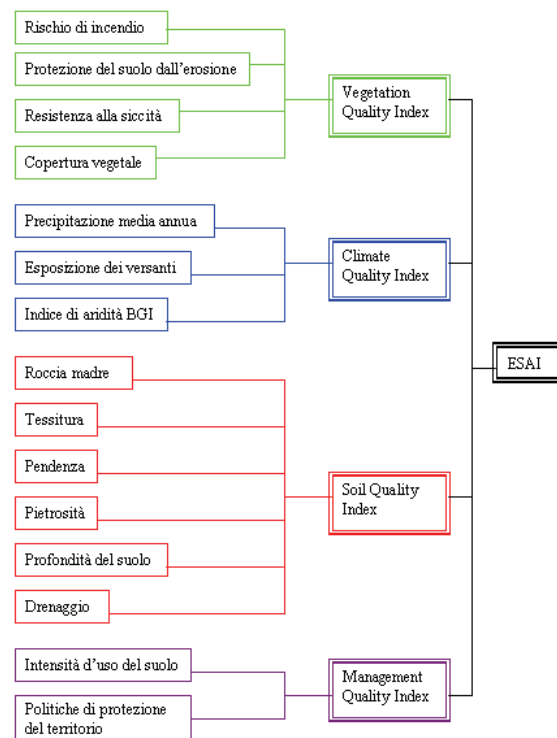 Rischio di incendio
Protezione del suolo dall'erosione
Resistenza alla siccità
Copertura vegetale
Vegetation
Quality Index
Precipitazione media annua
Esposizione dei versanti
Indice di aridità BGI
Climate
Quality Index
ESAI
Roccia madre
Tessitura
Pendenza
Pietrosità
Profondità del suolo
Drenaggio
Soil Quality
Index
Intensità d'uso del suolo
Politiche di protezione
del territorio
Management
Quality Index